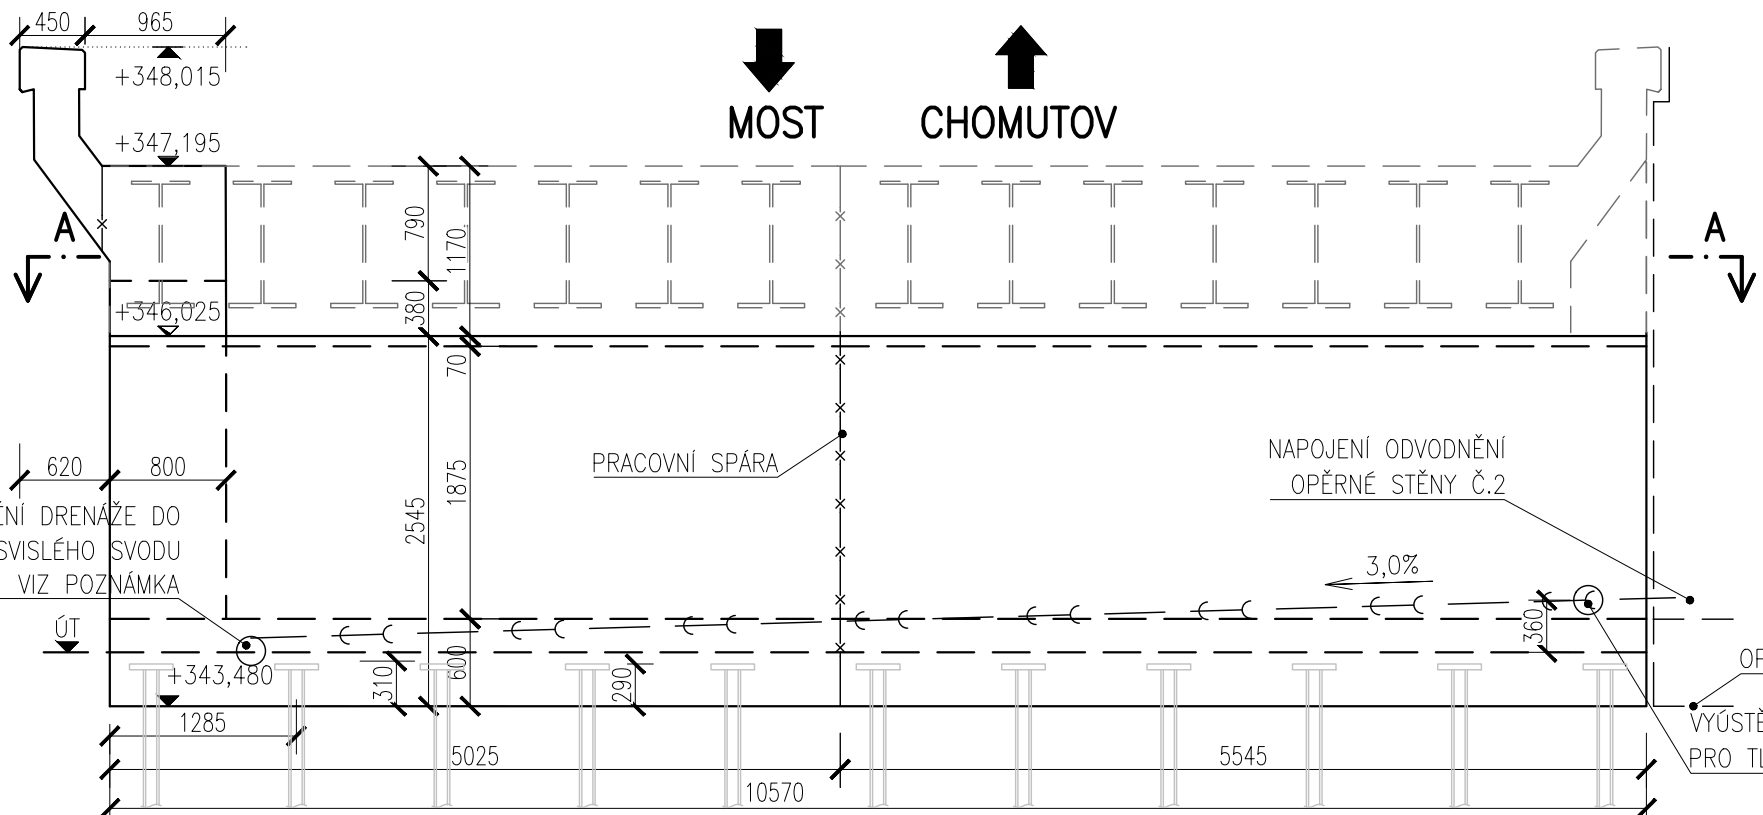 450
965
+348,015
MOST
CHOMUTOV
+347,195
790
1170
A
A
380
+346,025
70
620
800
PRACOVNÍ SPÁRA
1875
2545
NAPOJENÍ ODVODNĚNÍ
OPĚRNÉ STĚNY Č.2
DRENÁŽE DO
SVISLÉHO SVODU
VIZ POZNÁMKA
3,0%
ÚT
360
600
310
290
+343,480
1285
5025
5545
10570
PRO